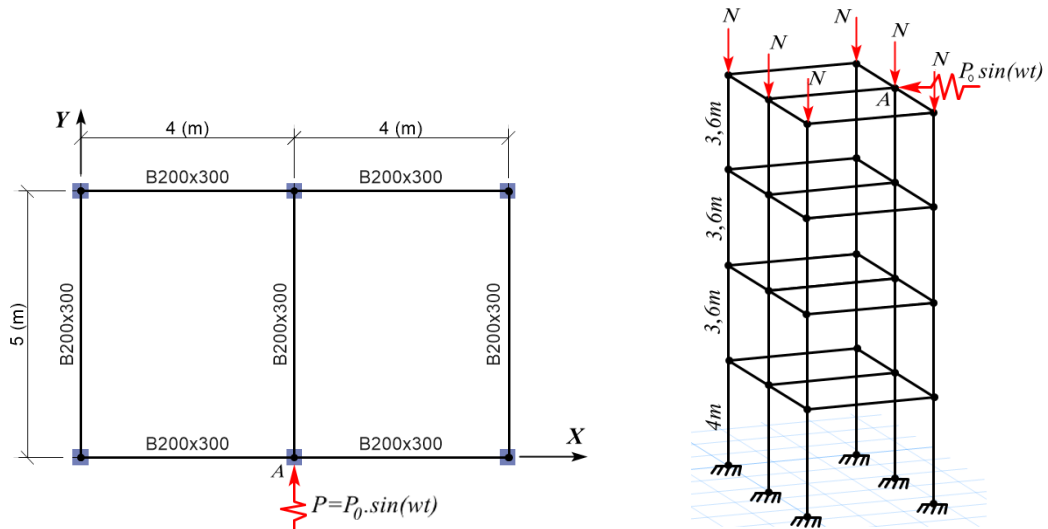 Y
4 (m)
4 (m)
B200x300
B200x300
5 (m)
B200x300
B200x300
B200x300
B200x300
B200x300
X
A
P=P₀.sin(wt)
N
N
N
N
N
N
P₀ sin(wt)
A
3,6m
3,6m
3,6m
4m